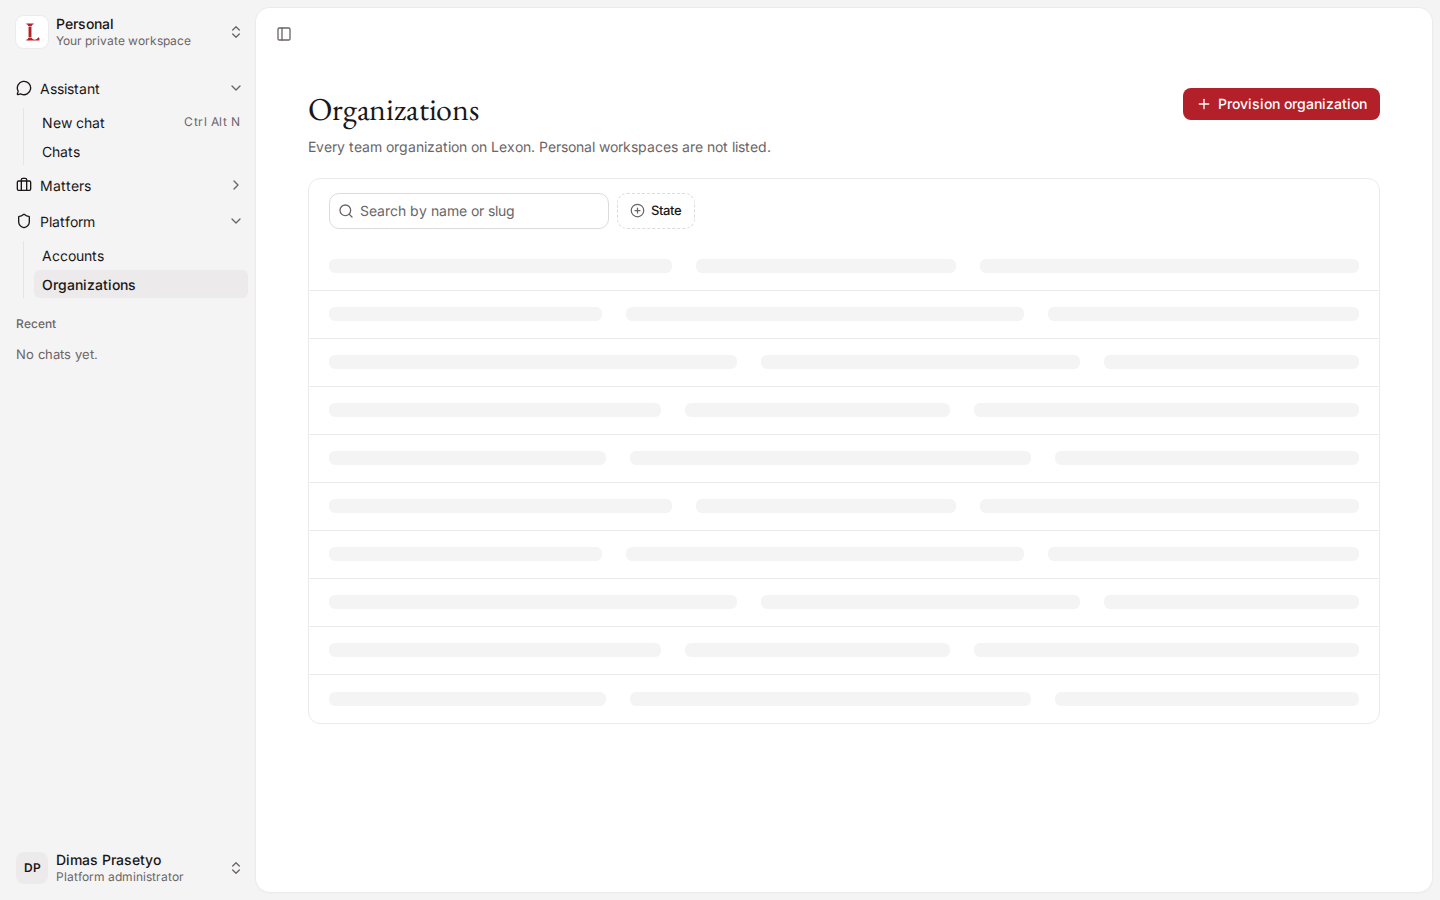 L
Personal
Your private workspace
Assistant
New chat
Ctrl Alt N
Chats
Matters
Platform
Accounts
Organizations
Recent
No chats yet.
DP
Dimas Prasetyo
Platform administrator
Organizations
Provision organization
Every team organization on Lexon. Personal workspaces are not listed.
Search by name or slug
State